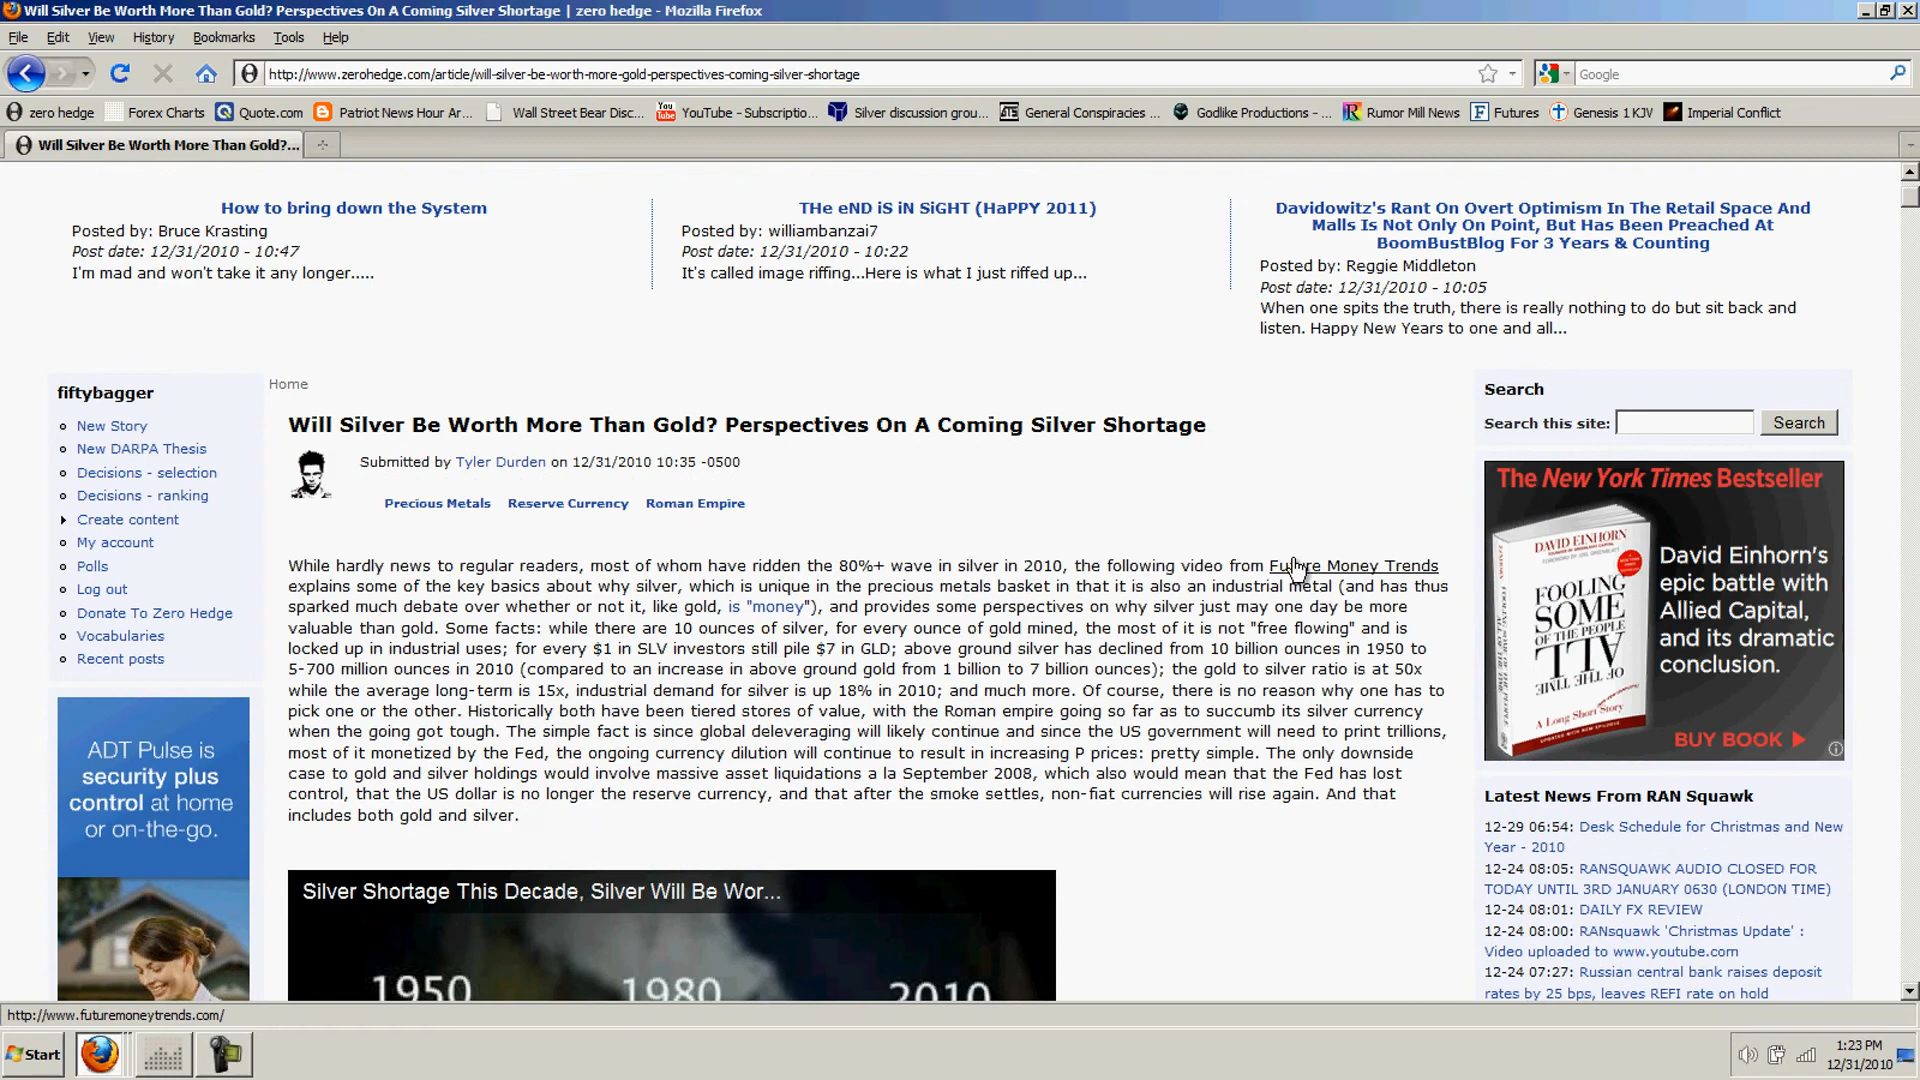 Will Silver Be Worth More Than Gold? Perspectives On A Coming Silver Shortage | zero hedge - Mozilla Firefox
File Edit View History Bookmarks Tools Help
http://www.zerohedge.com/article/will-silver-be-worth-more-gold-perspectives-coming-silver-shortage
Google
zero hedge Forex Charts Quote.com Patriot News Hour Ar... Wall Street Bear Disc... YouTube - Subscriptio... Silver discussion grou... General Conspiracies ... Godlike Productions - ... Rumor Mill News Futures Genesis 1 KJV Imperial Conflict
Will Silver Be Worth More Than Gold?...
How to bring down the System
Posted by: Bruce Krasting
Post date: 12/31/2010 - 10:47
I'm mad and won't take it any longer.....
THe eND iS iN SiGHT (HaPPY 2011)
Posted by: williambanzai7
Post date: 12/31/2010 - 10:22
It's called image riffing...Here is what I just riffed up...
Davidowitz's Rant On Overt Optimism In The Retail Space And
Malls Is Not Only On Point, But Has Been Preached At
BoomBustBlog For 3 Years & Counting
Posted by: Reggie Middleton
Post date: 12/31/2010 - 10:05
When one spits the truth, there is really nothing to do but sit back and
listen. Happy New Years to one and all...
fiftybagger
New Story
New DARPA Thesis
Decisions - selection
Decisions - ranking
Create content
My account
Polls
Log out
Donate To Zero Hedge
Vocabularies
Recent posts
ADT Pulse is
security plus
control at home
or on-the-go.
Home
Will Silver Be Worth More Than Gold? Perspectives On A Coming Silver Shortage
Submitted by Tyler Durden on 12/31/2010 10:35 -0500
Precious Metals Reserve Currency Roman Empire
While hardly news to regular readers, most of whom have ridden the 80%+ wave in silver in 2010, the following video from Future Money Trends
explains some of the key basics about why silver, which is unique in the precious metals basket in that it is also an industrial metal (and has thus
sparked much debate over whether or not it, like gold, is "money"), and provides some perspectives on why silver just may one day be more
valuable than gold. Some facts: while there are 10 ounces of silver, for every ounce of gold mined, the most of it is not "free flowing" and is
locked up in industrial uses; for every $1 in SLV investors still pile $7 in GLD; above ground silver has declined from 10 billion ounces in 1950 to
5-700 million ounces in 2010 (compared to an increase in above ground gold from 1 billion to 7 billion ounces); the gold to silver ratio is at 50x
while the average long-term is 15x, industrial demand for silver is up 18% in 2010; and much more. Of course, there is no reason why one has to
pick one or the other. Historically both have been tiered stores of value, with the Roman empire going so far as to succumb its silver currency
when the going got tough. The simple fact is since global deleveraging will likely continue and since the US government will need to print trillions,
most of it monetized by the Fed, the ongoing currency dilution will continue to result in increasing P prices: pretty simple. The only downside
case to gold and silver holdings would involve massive asset liquidations a la September 2008, which also would mean that the Fed has lost
control, that the US dollar is no longer the reserve currency, and that after the smoke settles, non-fiat currencies will rise again. And that
includes both gold and silver.
Silver Shortage This Decade, Silver Will Be Wor...
1950 1980 2010
Search
Search this site: Search
The New York Times Bestseller
DAVID EINHORN
FOOLING
SOME
OF THE PEOPLE
ALL
OF THE TIME
A Long Short Story
David Einhorn's
epic battle with
Allied Capital,
and its dramatic
conclusion.
BUY BOOK
Latest News From RAN Squawk
12-29 06:54: Desk Schedule for Christmas and New
Year - 2010
12-24 08:05: RANSQUAWK AUDIO CLOSED FOR
TODAY UNTIL 3RD JANUARY 0630 (LONDON TIME)
12-24 08:01: DAILY FX REVIEW
12-24 08:00: RANsquawk 'Christmas Update' :
Video uploaded to www.youtube.com
12-24 07:27: Russian central bank raises deposit
rates by 25 bps, leaves REFI rate on hold
http://www.futuremoneytrends.com/
Start
1:23 PM
12/31/2010